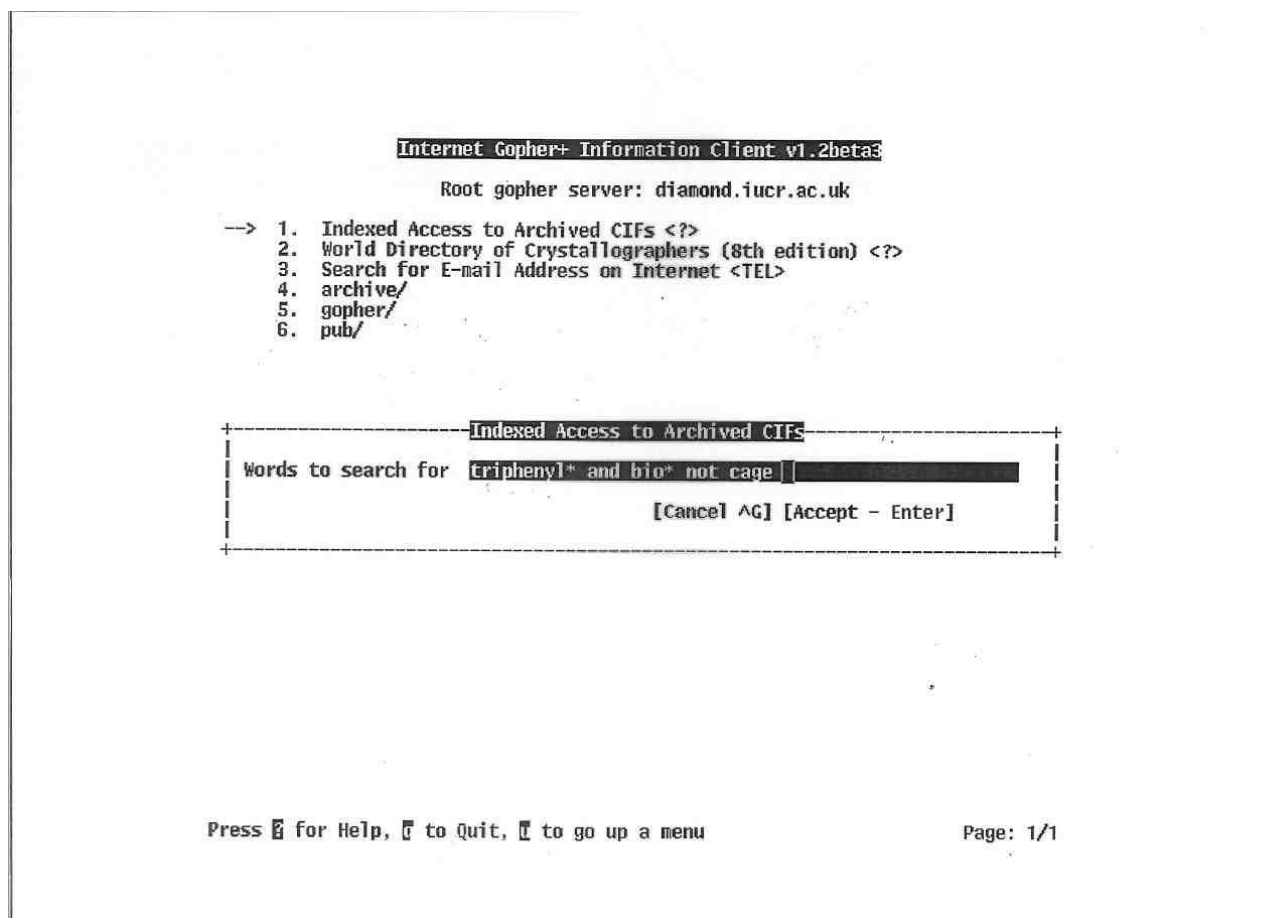 Internet Gopher+ Information Client v1.2beta3
Root gopher server: diamond.iucr.ac.uk
--> 1. Indexed Access to Archived CIFs <?>
2. World Directory of Crystallographers (8th edition) <?>
3. Search for E-mail Address on Internet <TEL>
4. archive/
5. gopher/
6. pub/
Indexed Access to Archived CIFs
Words to search for triphenyl* and bio* not cage
[Cancel ^G] [Accept - Enter]
Press ? for Help, to Quit, to go up a menu Page: 1/1